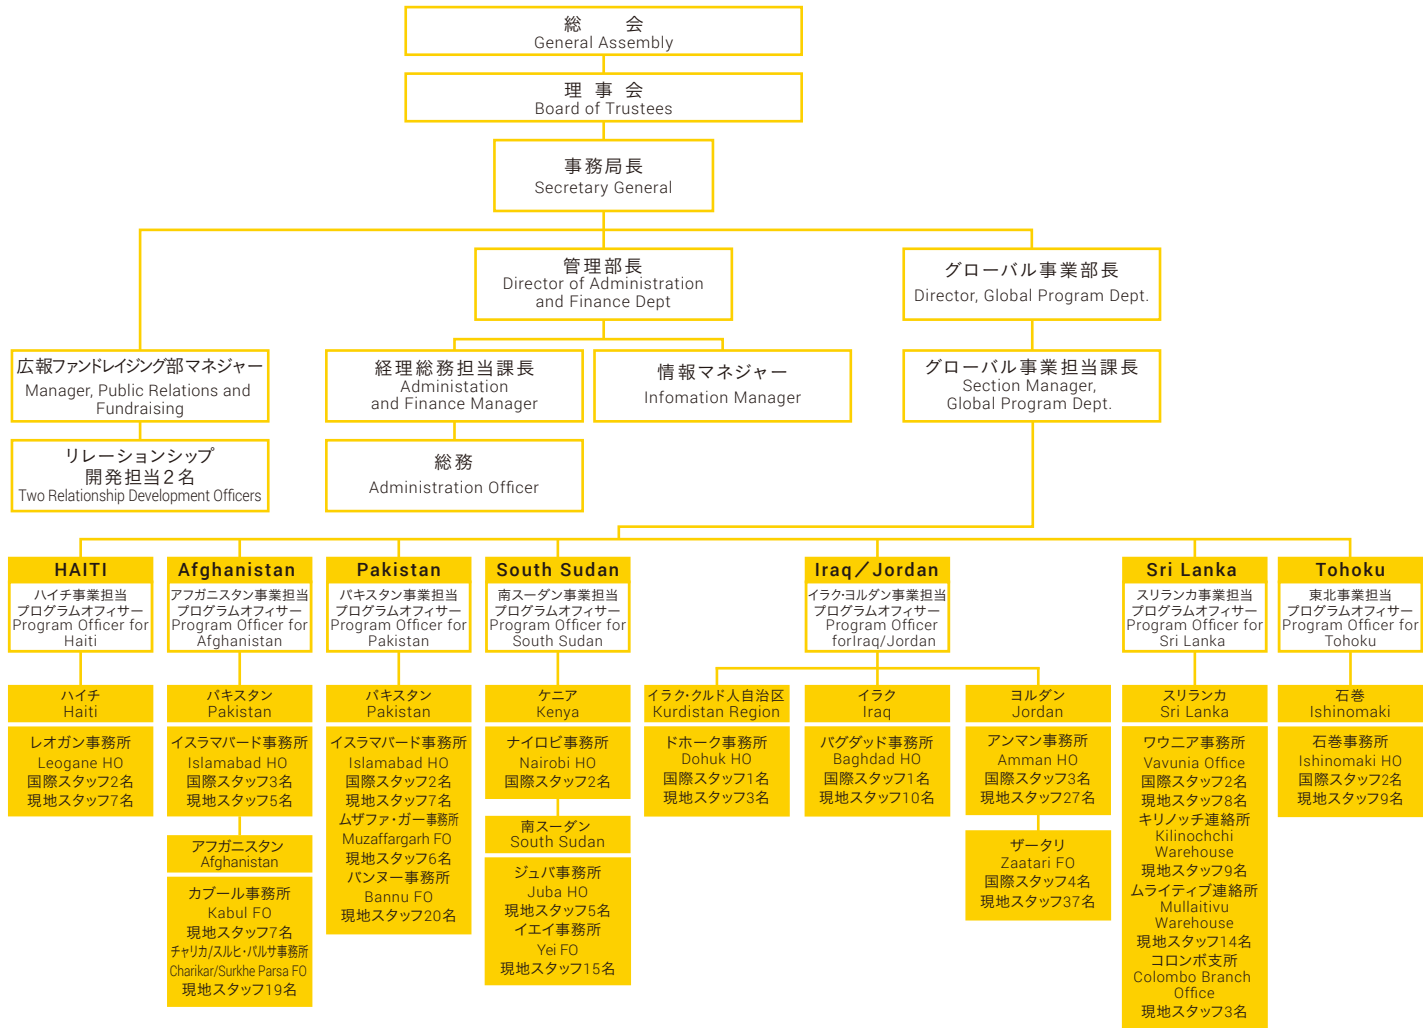 総　会
General Assembly
理 事 会
Board of Trustees
事務局長
Secretary General
管理部長
Director of Administration
and Finance Dept
グローバル事業部長
Director, Global Program Dept.
広報ファンドレイジング部マネジャー
Manager, Public Relations and
Fundraising
経理総務担当課長
Administation
and Finance Manager
情報マネジャー
Infomation Manager
グローバル事業担当課長
Section Manager,
Global Program Dept.
リレーションシップ
開発担当2名
Two Relationship Development Officers
総務
Administration Officer
HAITI
ハイチ事業担当
プログラムオフィサー
Program Officer for
Haiti
ハイチ
Haiti
レオガン事務所
Leogane HO
国際スタッフ2名
現地スタッフ7名
Afghanistan
アフガニスタン事業担当
プログラムオフィサー
Program Officer for
Afghanistan
パキスタン
Pakistan
イスラマバード事務所
Islamabad HO
国際スタッフ3名
現地スタッフ5名
アフガニスタン
Afghanistan
カブール事務所
Kabul FO
現地スタッフ7名
チャリカ/スルヒ・パルサ事務所
Charikar/Surkhe Parsa FO
現地スタッフ19名
Pakistan
パキスタン事業担当
プログラムオフィサー
Program Officer for
Pakistan
パキスタン
Pakistan
イスラマバード事務所
Islamabad HO
国際スタッフ2名
現地スタッフ7名
ムザファ・ガー事務所
Muzaffargarh FO
現地スタッフ6名
バンヌー事務所
Bannu FO
現地スタッフ20名
South Sudan
南スーダン事業担当
プログラムオフィサー
Program Officer for
South Sudan
ケニア
Kenya
ナイロビ事務所
Nairobi HO
国際スタッフ2名
南スーダン
South Sudan
ジュバ事務所
Juba HO
現地スタッフ5名
イエイ事務所
Yei FO
現地スタッフ15名
Iraq／Jordan
イラク・ヨルダン事業担当
プログラムオフィサー
Program Officer
forIraq/Jordan
イラク・クルド人自治区
Kurdistan Region
ドホーク事務所
Dohuk HO
国際スタッフ1名
現地スタッフ3名
イラク
Iraq
バグダッド事務所
Baghdad HO
国際スタッフ1名
現地スタッフ10名
ヨルダン
Jordan
アンマン事務所
Amman HO
国際スタッフ3名
現地スタッフ27名
ザータリ
Zaatari FO
国際スタッフ4名
現地スタッフ37名
Sri Lanka
スリランカ事業担当
プログラムオフィサー
Program Officer for
Sri Lanka
スリランカ
Sri Lanka
ワウニア事務所
Vavunia Office
国際スタッフ2名
現地スタッフ8名
キリノッチ連絡所
Kilinochchi
Warehouse
現地スタッフ9名
ムライティブ連絡所
Mullaitivu
Warehouse
現地スタッフ14名
コロンボ支所
Colombo Branch
Office
現地スタッフ3名
Tohoku
東北事業担当
プログラムオフィサー
Program Officer for
Tohoku
石巻
Ishinomaki
石巻事務所
Ishinomaki HO
国際スタッフ2名
現地スタッフ9名